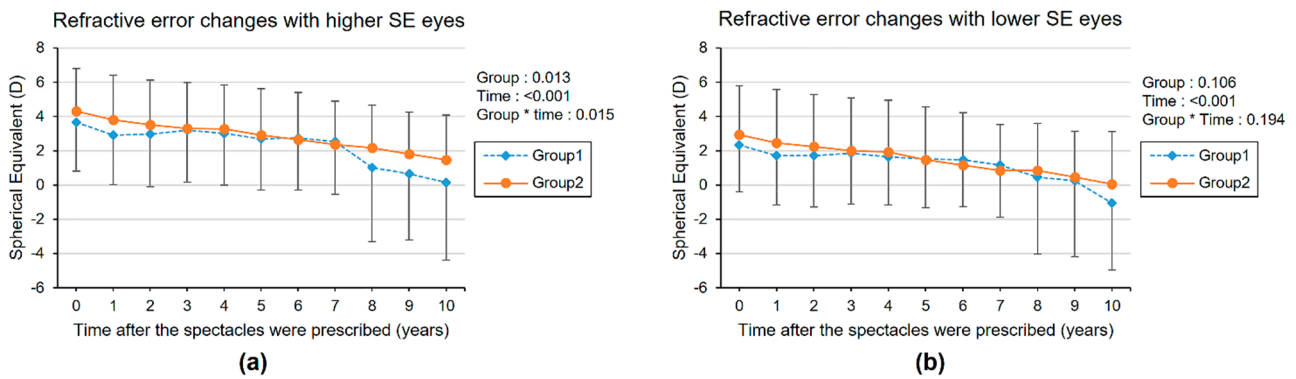 Refractive error changes with higher SE eyes
Spherical Equivalent (D)
8
6
4
2
0
-2
-4
-6
0 1 2 3 4 5 6 7 8 9 10
Time after the spectacles were prescribed (years)
Group : 0.013
Time : <0.001
Group * time : 0.015
Group1
Group2
(a)
Refractive error changes with lower SE eyes
Spherical Equivalent (D)
8
6
4
2
0
-2
-4
-6
0 1 2 3 4 5 6 7 8 9 10
Time after the spectacles were prescribed (years)
Group : 0.106
Time : <0.001
Group * Time : 0.194
Group1
Group2
(b)